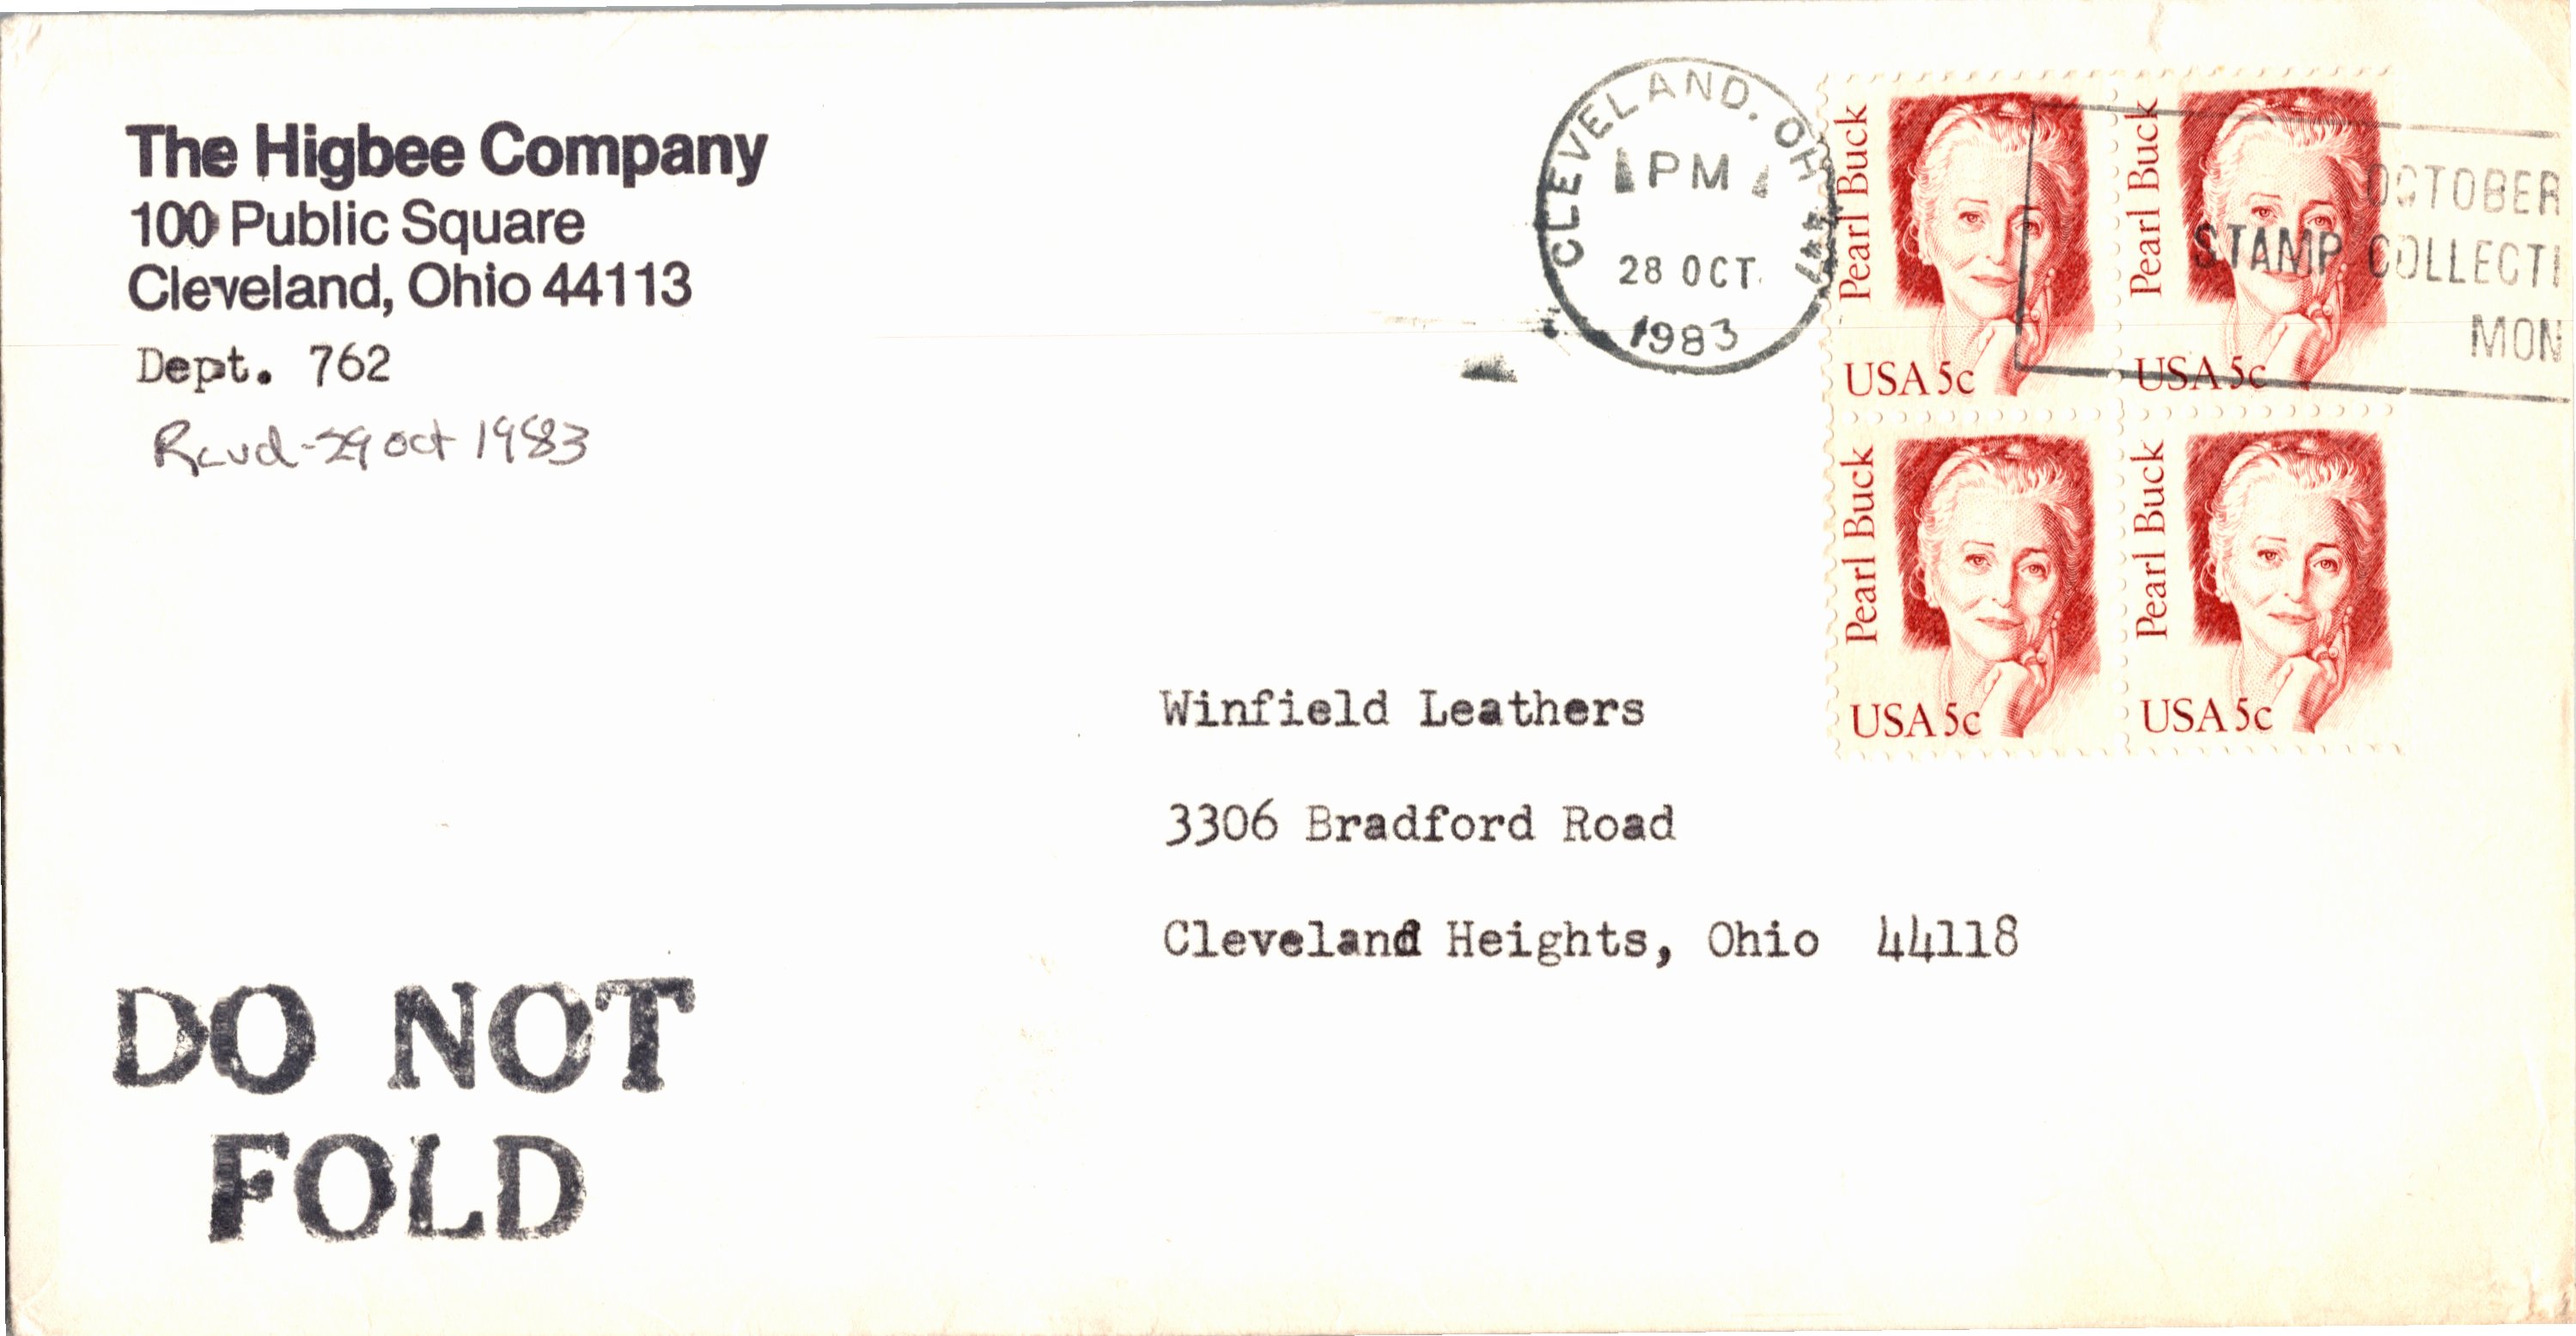 The Higbee Company
100 Public Square
Cleveland, Ohio 44113
Dept. 762
Rcvd-29 Oct 1983
CLEVELAND, OH
PM
28 OCT
1983
OCTOBER
STAMP COLLECTI
MON
Pearl Buck
USA 5c
Pearl Buck
USA 5c
Pearl Buck
USA 5c
Pearl Buck
USA 5c
Winfield Leathers
3306 Bradford Road
Cleveland Heights, Ohio 44118
DO NOT
FOLD